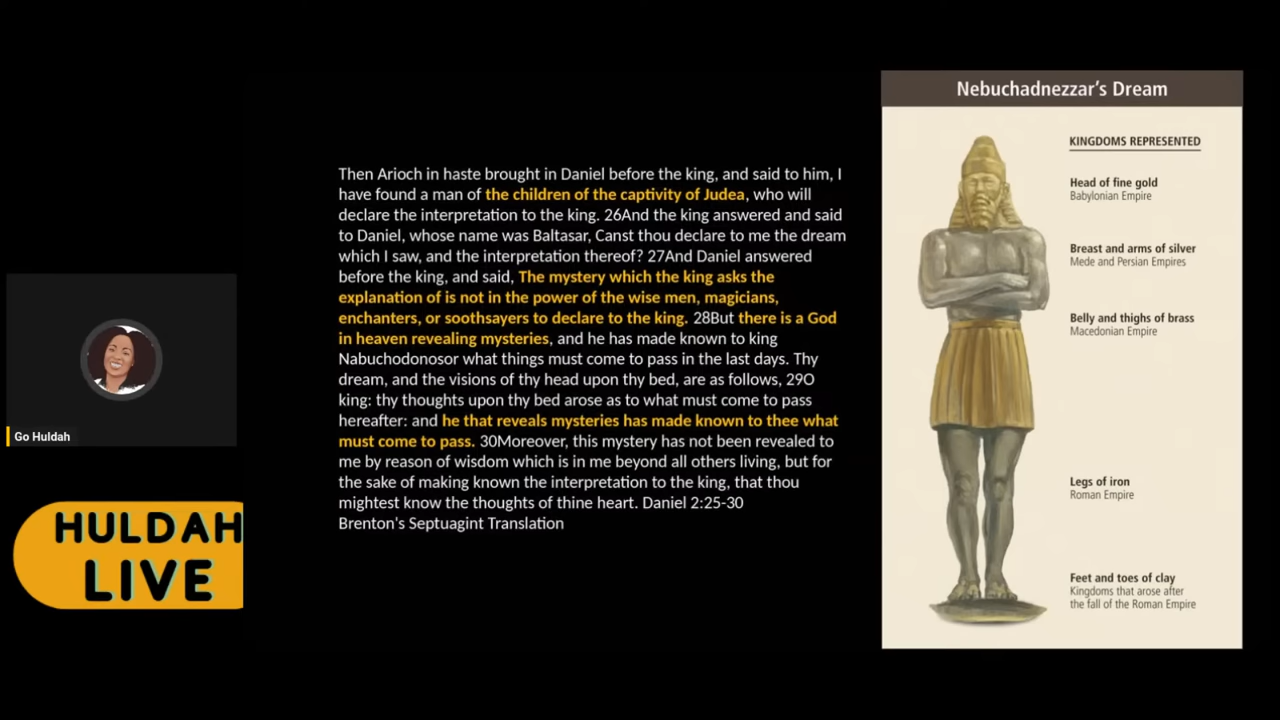 Then Arioch in haste brought in Daniel before the king, and said to him, I
have found a man of the children of the captivity of Judea, who will
declare the interpretation to the king. 26And the king answered and said
to Daniel, whose name was Baltasar, Canst thou declare to me the dream
which I saw, and the interpretation thereof? 27And Daniel answered
before the king, and said, The mystery which the king asks the
explanation of is not in the power of the wise men, magicians,
enchanters, or soothsayers to declare to the king. 28But there is a God
in heaven revealing mysteries, and he has made known to king
Nabuchodonosor what things must come to pass in the last days. Thy
dream, and the visions of thy head upon thy bed, are as follows, 29O
king: thy thoughts upon thy bed arose as to what must come to pass
hereafter: and he that reveals mysteries has made known to thee what
must come to pass. 30Moreover, this mystery has not been revealed to
me by reason of wisdom which is in me beyond all others living, but for
the sake of making known the interpretation to the king, that thou
mightest know the thoughts of thine heart. Daniel 2:25-30
Brenton's Septuagint Translation
Go Huldah
HULDAH
LIVE
Nebuchadnezzar's Dream
KINGDOMS REPRESENTED
Head of fine gold
Babylonian Empire
Breast and arms of silver
Mede and Persian Empires
Belly and thighs of brass
Macedonian Empire
Legs of iron
Roman Empire
Feet and toes of clay
Kingdoms that arose after
the fall of the Roman Empire